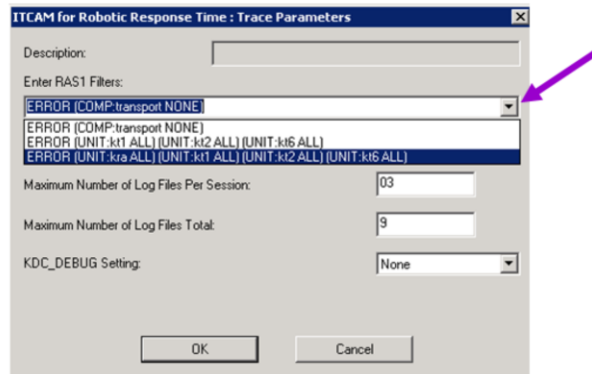 ITCAM for Robotic Response Time : Trace Parameters
Description:
Enter RAS1 Filters:
ERROR (COMP:transport NONE)
ERROR (COMP:transport NONE)
ERROR (UNIT:kt1 ALL) (UNIT:kt2 ALL) (UNIT:kt6 ALL)
ERROR (UNIT:kra ALL) (UNIT:kt1 ALL) (UNIT:kt2 ALL) (UNIT:kt6 ALL)
Maximum Number of Log Files Per Session: 03
Maximum Number of Log Files Total: 9
KDC_DEBUG Setting: None
OK Cancel